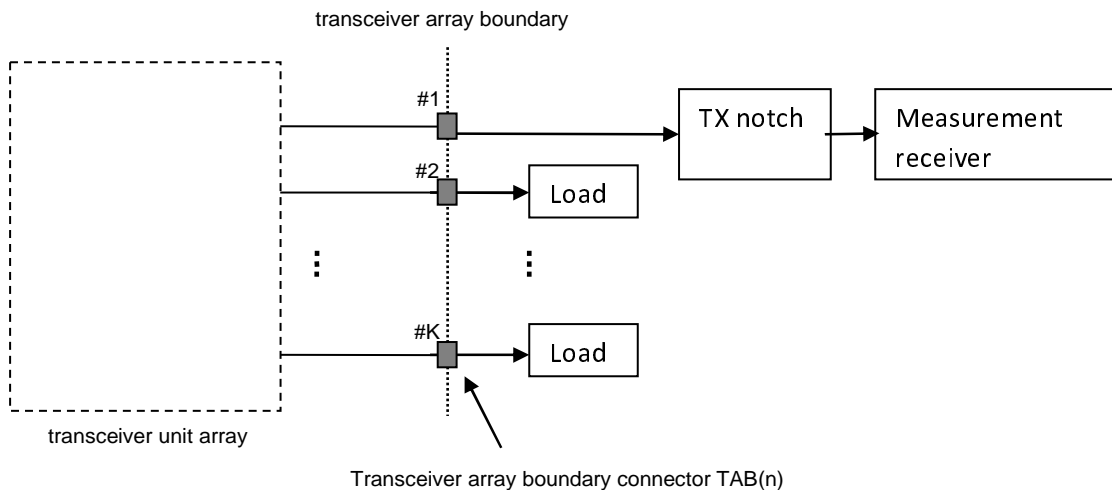 transceiver array boundary
#1
TX notch
Measurement
receiver
#2
Load
#K
Load
transceiver unit array
Transceiver array boundary connector TAB(n)